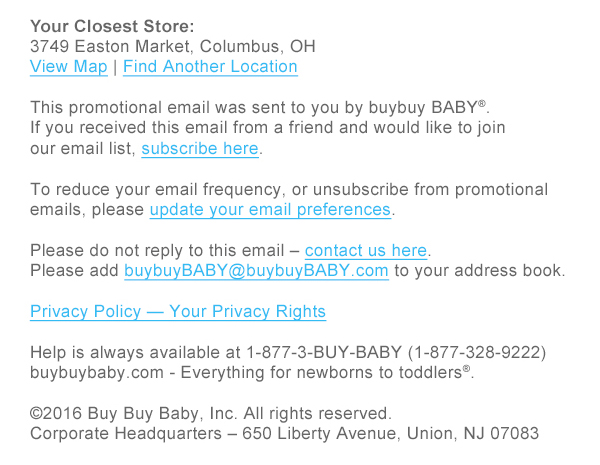 Your Closest Store:
3749 Easton Market, Columbus, OH
View Map | Find Another Location
This promotional email was sent to you by buybuy BABY®.
If you received this email from a friend and would like to join
our email list, subscribe here.
To reduce your email frequency, or unsubscribe from promotional
emails, please update your email preferences.
Please do not reply to this email – contact us here.
Please add buybuyBABY@buybuyBABY.com to your address book.
Privacy Policy — Your Privacy Rights
Help is always available at 1-877-3-BUY-BABY (1-877-328-9222)
buybuybaby.com - Everything for newborns to toddlers®.
©2016 Buy Buy Baby, Inc. All rights reserved.
Corporate Headquarters – 650 Liberty Avenue, Union, NJ 07083